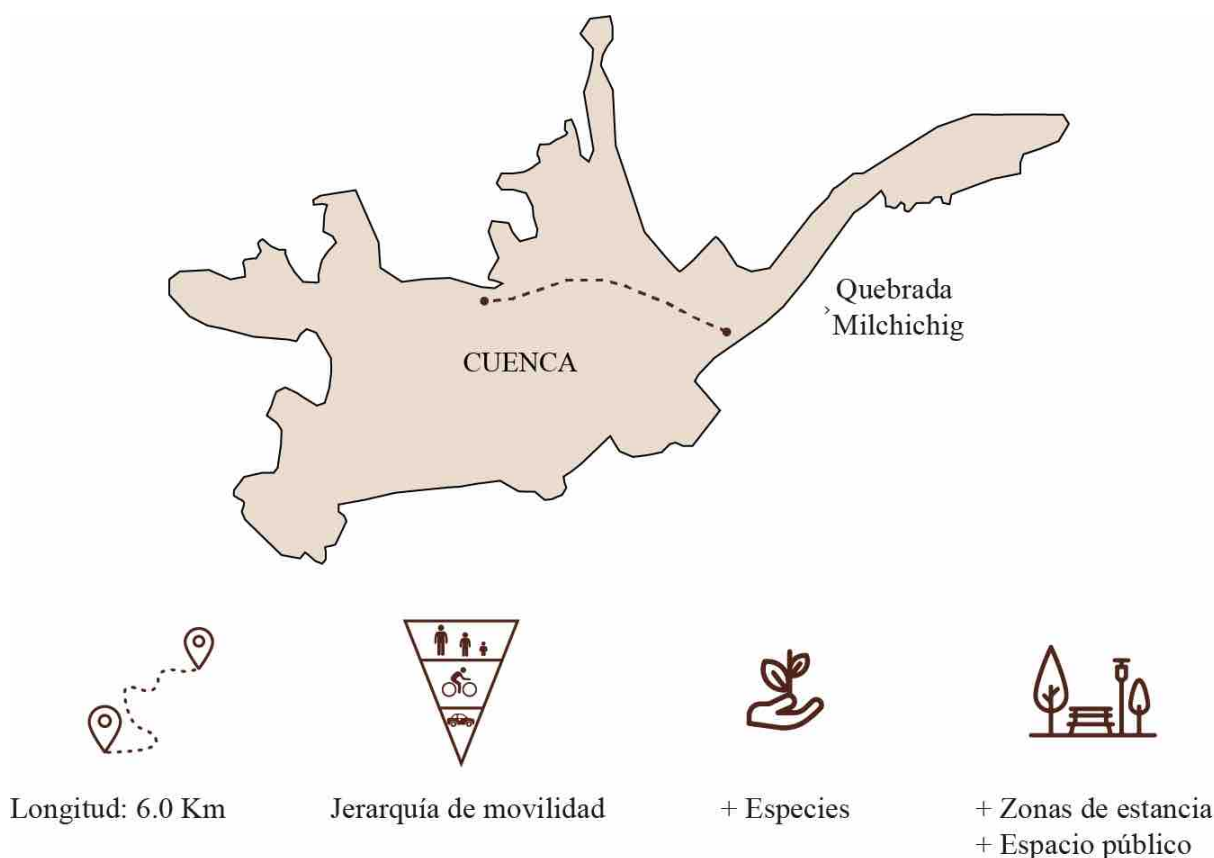 Quebrada
Milchichig
CUENCA
Longitud: 6.0 Km
Jerarquía de movilidad
+ Especies
+ Zonas de estancia
+ Espacio público